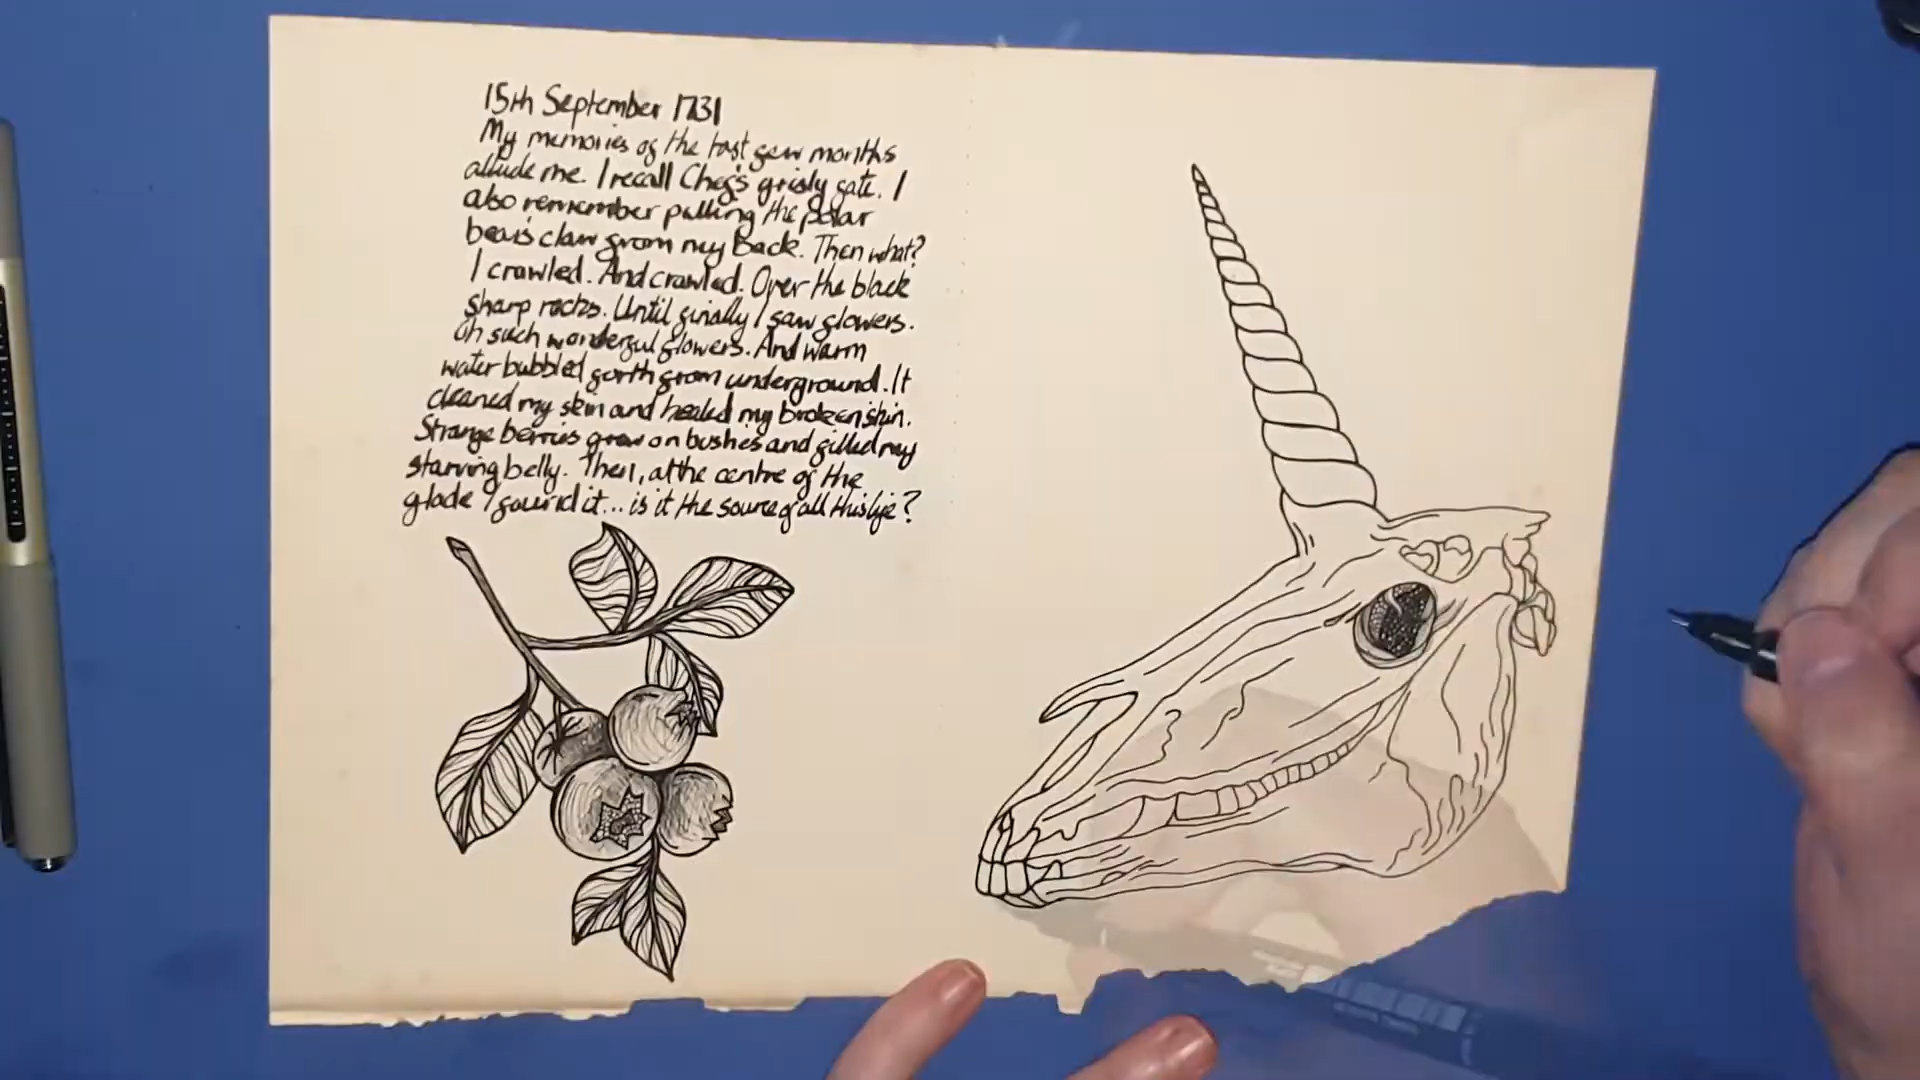 15th September 1731
My memories of the last few months
allude me. I recall Chef's grisly fate. I
also remember pulling the polar
bear's claw from my back. Then what?
I crawled. And crawled. Over the black
sharp rocks. Until finally I saw flowers.
Oh such wonderful flowers. And warm
water bubbled forth from underground. It
cleaned my skin and healed my broken skin.
Strange berries grow on bushes and filled my
starving belly. Then, at the centre of the
glade I found it... is it the source of all this life?